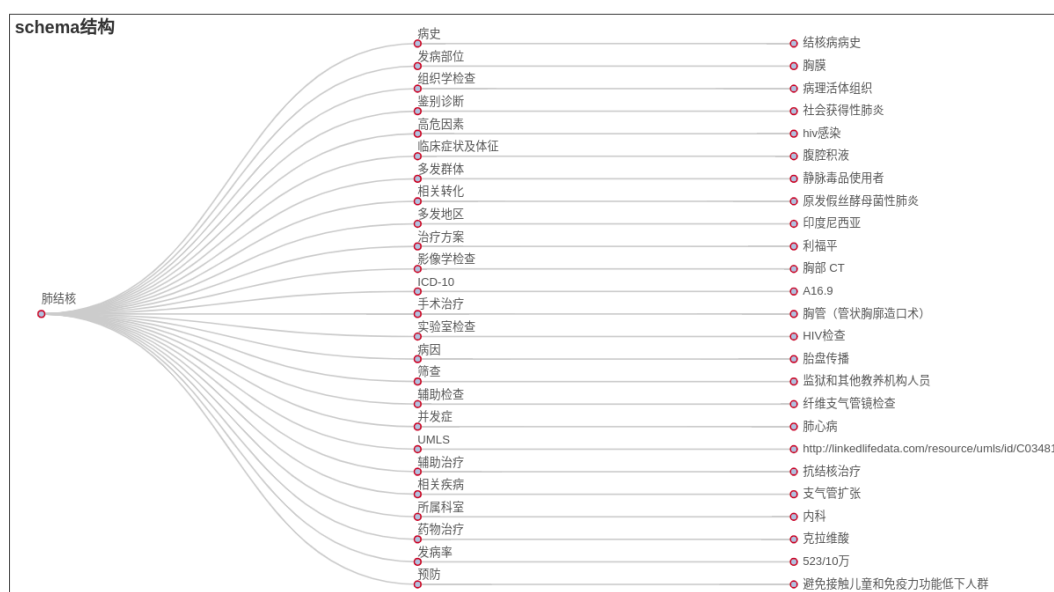 schema结构
肺结核
病史
结核病病史
发病部位
胸膜
组织学检查
病理活体组织
鉴别诊断
社会获得性肺炎
高危因素
hiv感染
临床症状及体征
腹腔积液
多发群体
静脉毒品使用者
相关转化
原发假丝酵母菌性肺炎
多发地区
印度尼西亚
治疗方案
利福平
影像学检查
胸部 CT
ICD-10
A16.9
手术治疗
胸管（管状胸廓造口术）
实验室检查
HIV检查
病因
胎盘传播
筛查
监狱和其他教养机构人员
辅助检查
纤维支气管镜检查
并发症
肺心病
UMLS
http://linkedlifedata.com/resource/umls/id/C03481
辅助治疗
抗结核治疗
相关疾病
支气管扩张
所属科室
内科
药物治疗
克拉维酸
发病率
523/10万
预防
避免接触儿童和免疫力功能低下人群